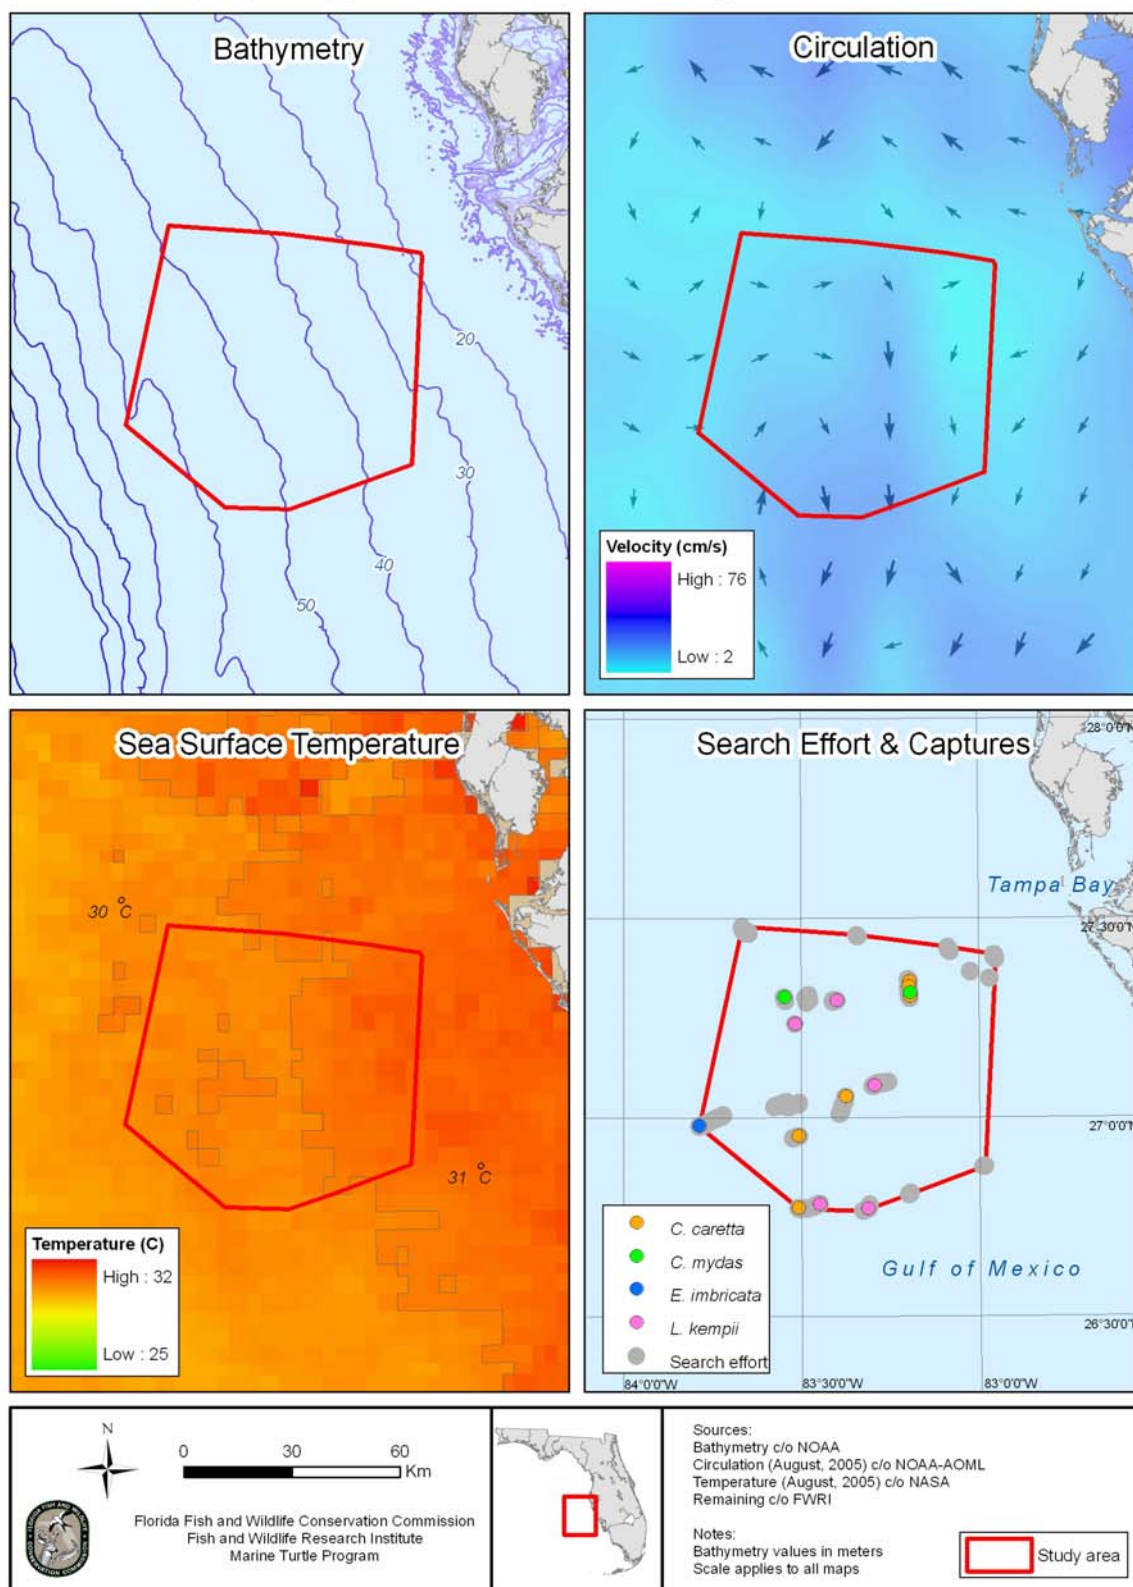 Bathymetry
20
30
40
50
Circulation
Velocity (cm/s)
High : 76
Low : 2
Sea Surface Temperature
30 °C
31 °C
Temperature (C)
High : 32
Low : 25
Search Effort & Captures
28°0'0"N
Tampa Bay
27°30'0"N
27°0'0"N
Gulf of Mexico
26°30'0"N
84°0'0"W
83°30'0"W
83°0'0"W
C. caretta
C. mydas
E. imbricata
L. kempii
Search effort
N
0 30 60
Km
Florida Fish and Wildlife Conservation Commission
Fish and Wildlife Research Institute
Marine Turtle Program
Sources:
Bathymetry c/o NOAA
Circulation (August, 2005) c/o NOAA-AOML
Temperature (August, 2005) c/o NASA
Remaining c/o FWRI
Notes:
Bathymetry values in meters
Scale applies to all maps
Study area